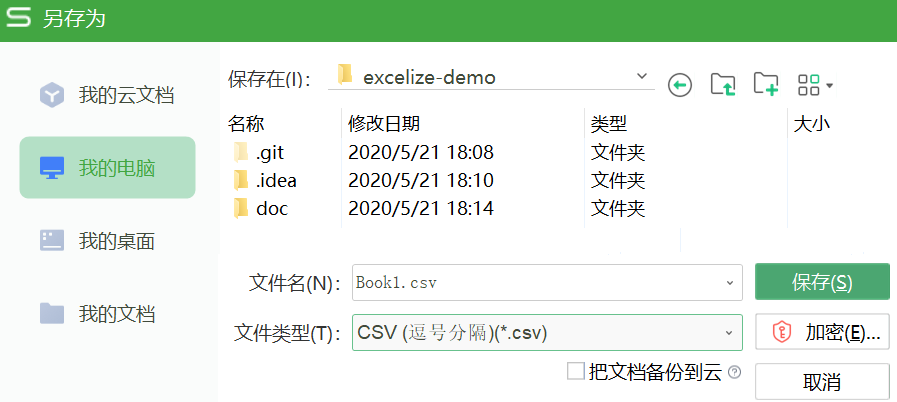 另存为
我的云文档
我的电脑
我的桌面
我的文档
保存在(I): excelize-demo
名称 修改日期 类型 大小
.git 2020/5/21 18:08 文件夹
.idea 2020/5/21 18:10 文件夹
doc 2020/5/21 18:14 文件夹
文件名(N): Book1.csv 保存(S)
文件类型(T): CSV (逗号分隔)(*.csv) 加密(E)...
把文档备份到云 ? 取消